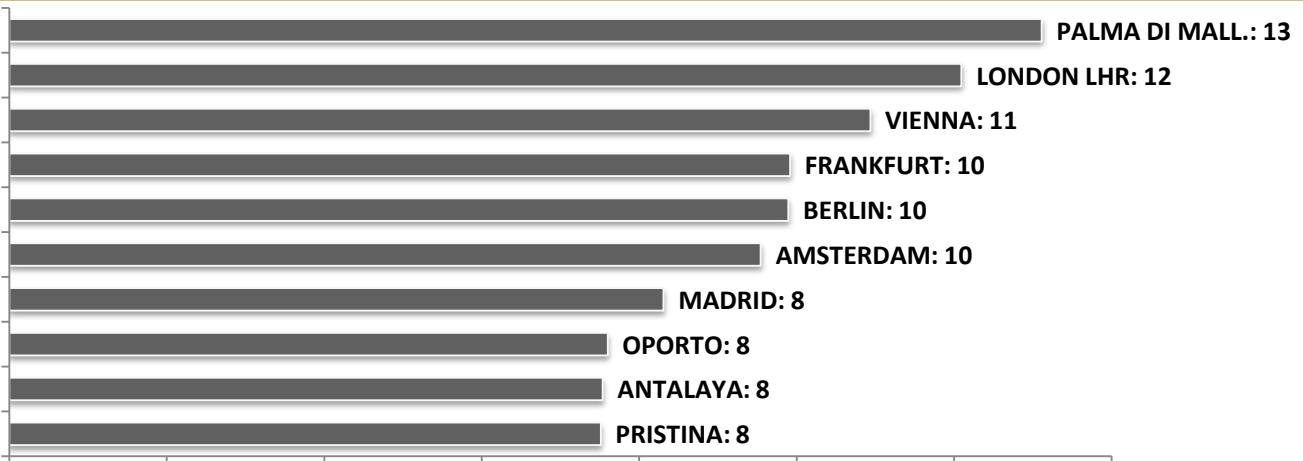 PALMA DI MALL.: 13
LONDON LHR: 12
VIENNA: 11
FRANKFURT: 10
BERLIN: 10
AMSTERDAM: 10
MADRID: 8
OPORTO: 8
ANTALAYA: 8
PRISTINA: 8